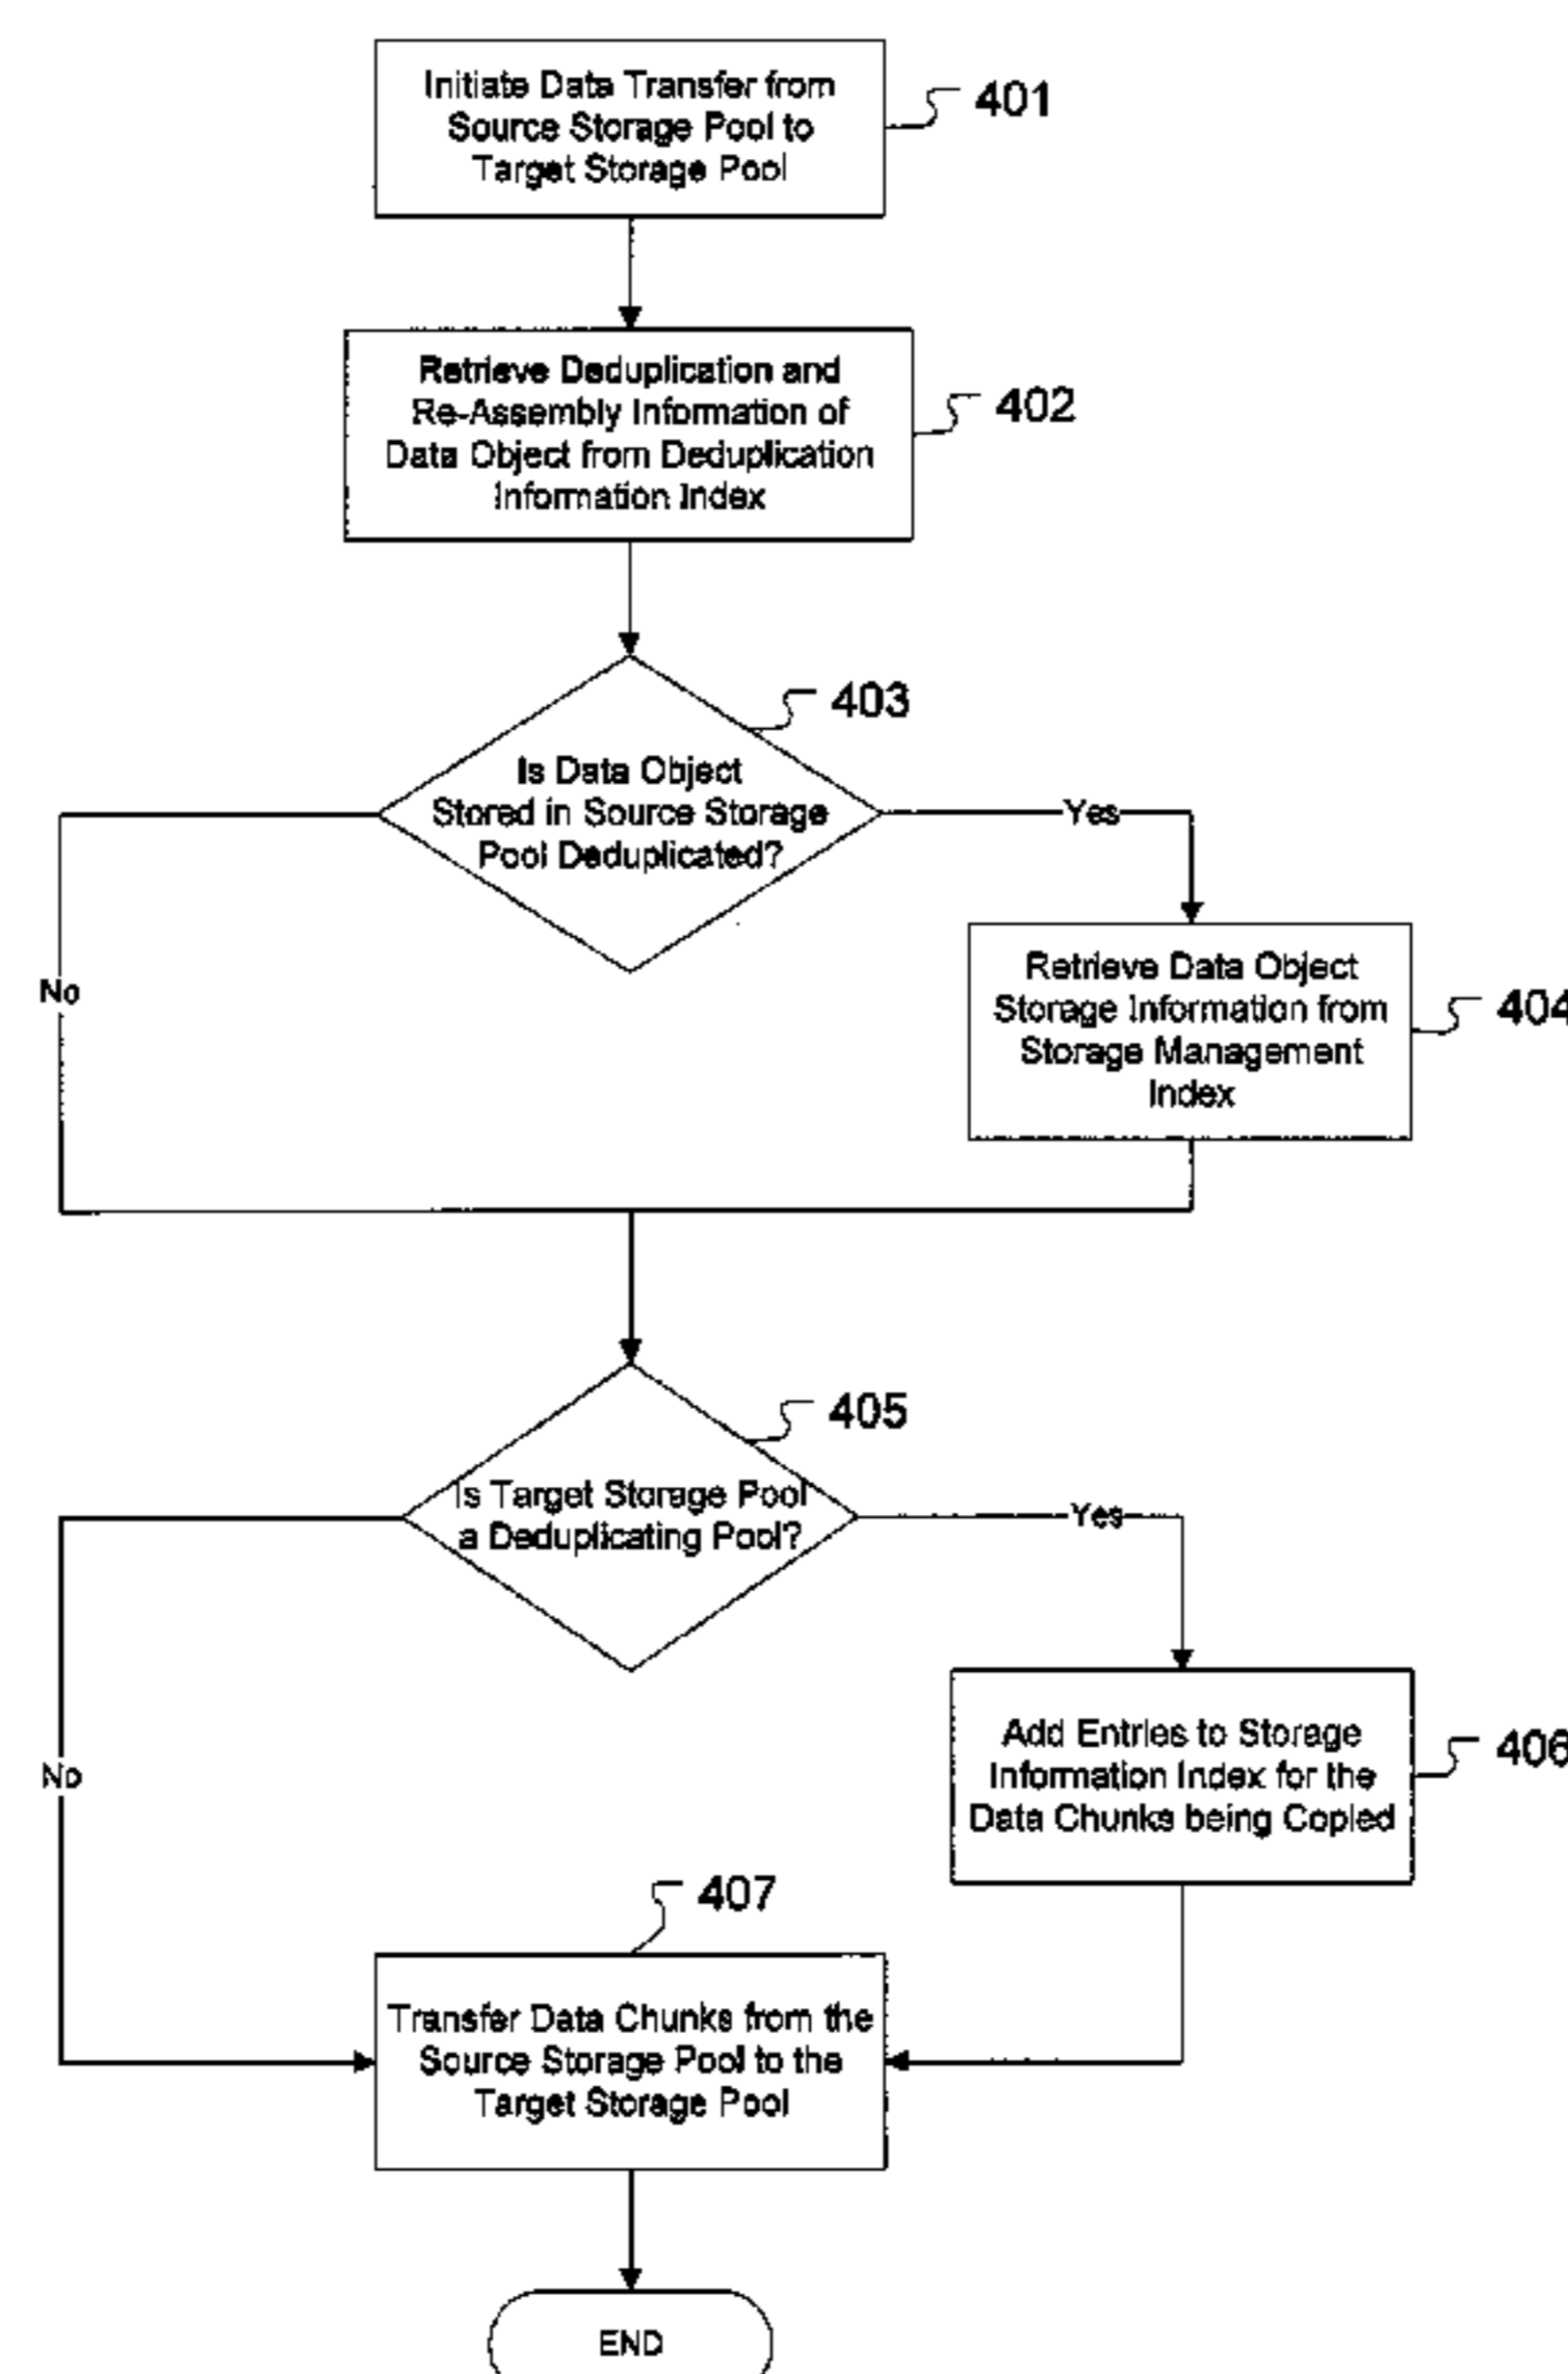 Initiate Data Transfer from
Source Storage Pool to
Target Storage Pool
401
Retrieve Deduplication and
Re-Assembly Information of
Data Object from Deduplication
Information Index
402
403
Is Data Object
Stored in Source Storage
Pool Deduplicated?
Yes
No
Retrieve Data Object
Storage Information from
Storage Management
Index
404
405
Is Target Storage Pool
a Deduplicating Pool?
Yes
No
Add Entries to Storage
Information Index for the
Data Chunks being Copied
406
407
Transfer Data Chunks from the
Source Storage Pool to the
Target Storage Pool
END